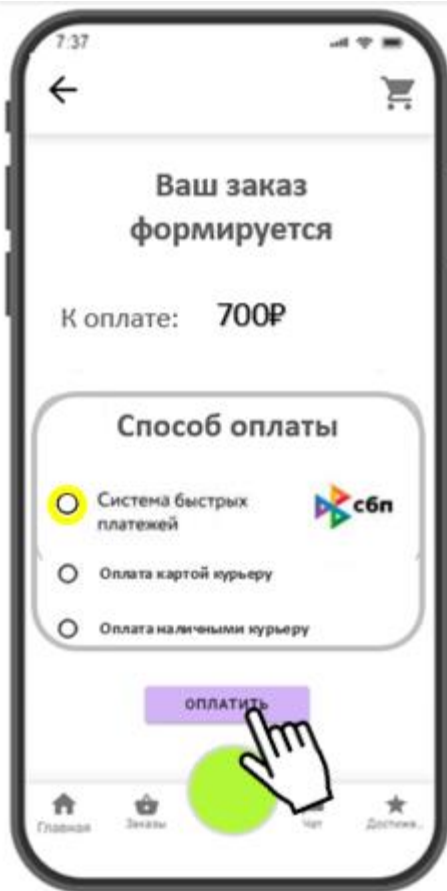 7:37
Ваш заказ
формируется
К оплате: 700₽
Способ оплаты
Система быстрых
платежей
сбп
Оплата картой курьеру
Оплата наличными курьеру
ОПЛАТИТЬ
Главная Заказы Чат Достиже...